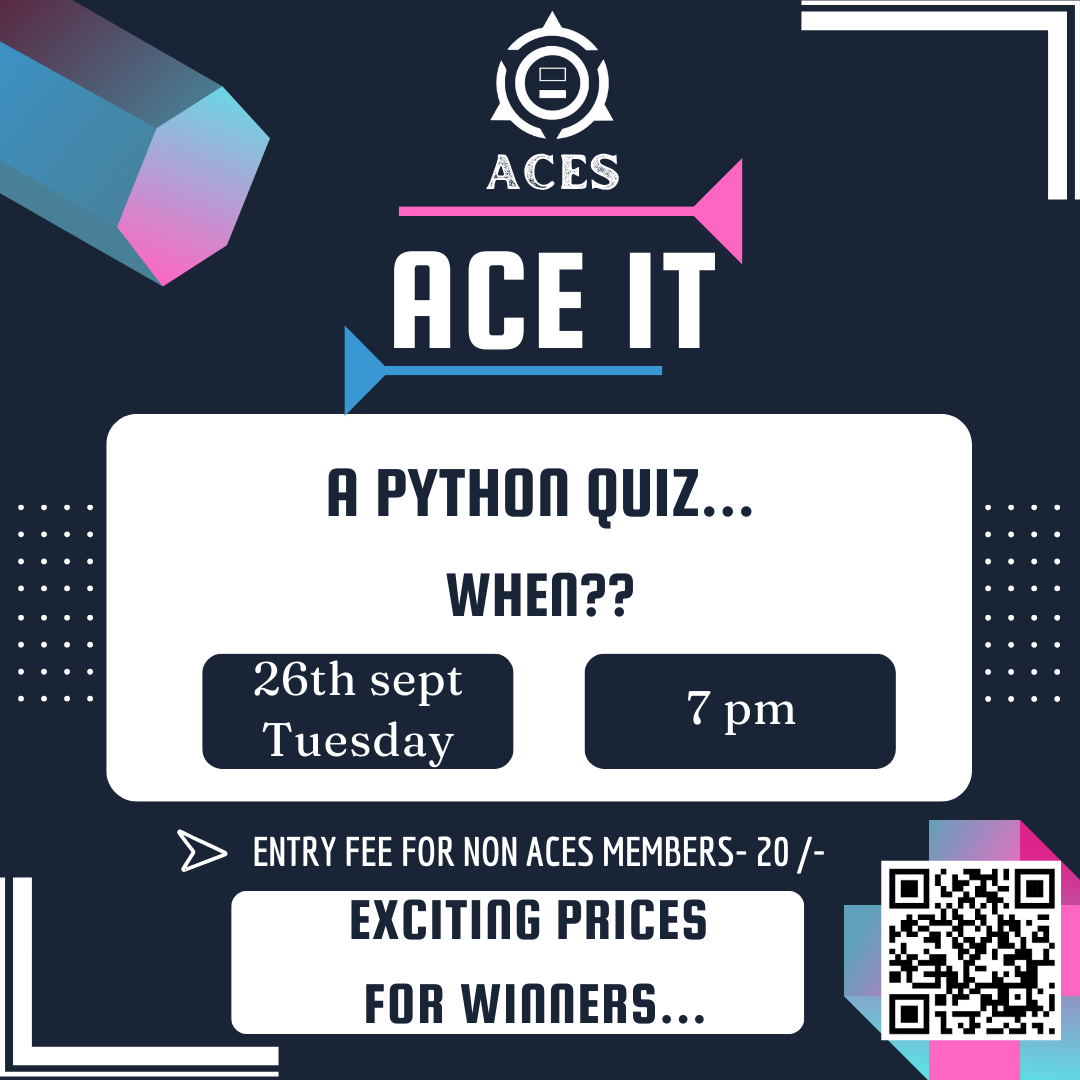 ACES
ACE IT
A PYTHON QUIZ...
WHEN??
26th sept
Tuesday
7 pm
ENTRY FEE FOR NON ACES MEMBERS- 20 /-
EXCITING PRICES
FOR WINNERS...